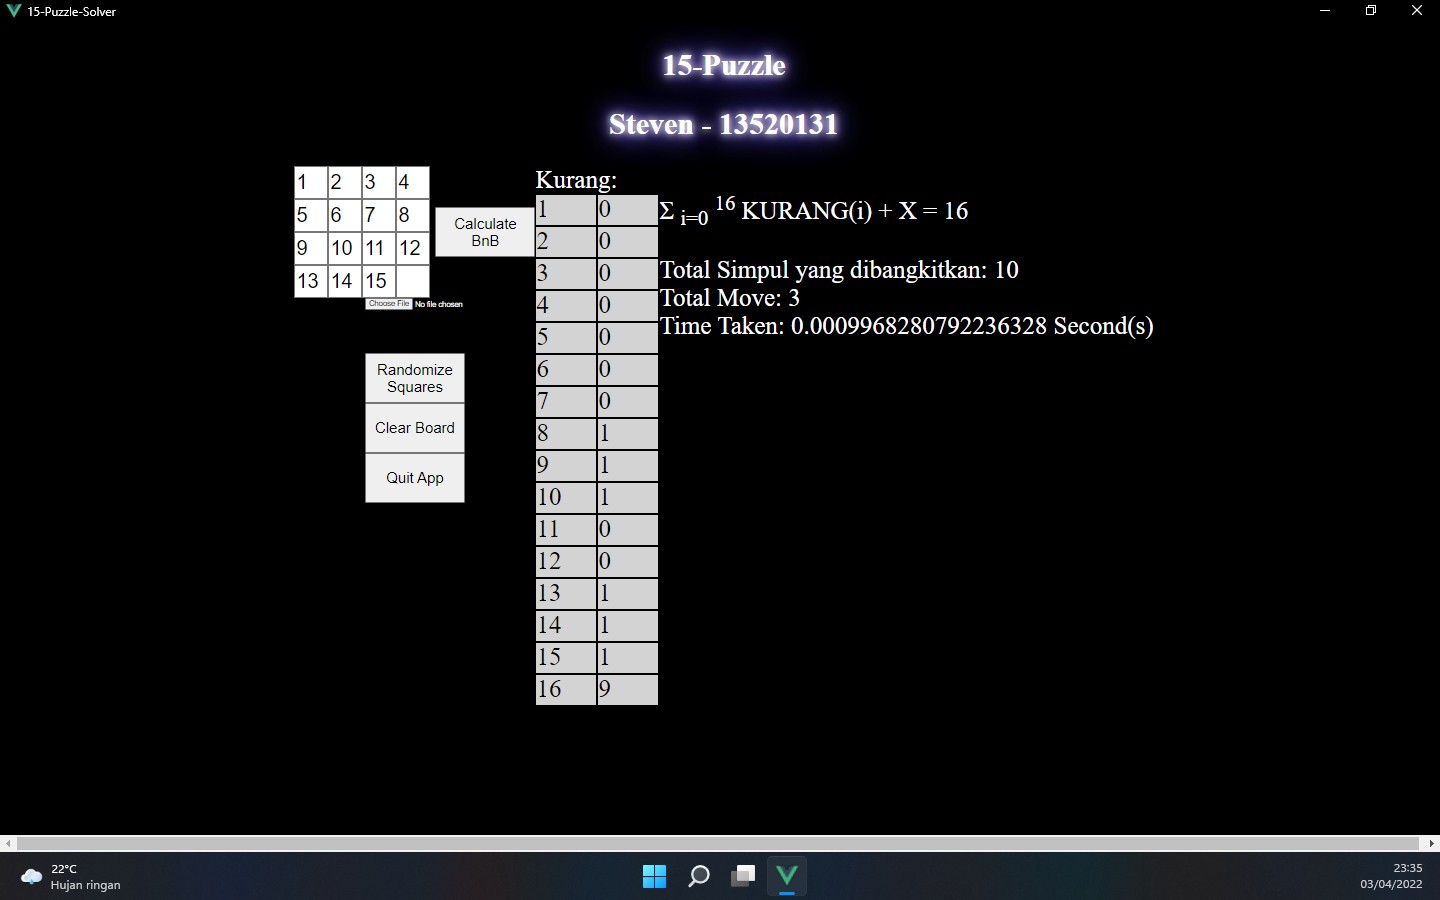 15-Puzzle-Solver
15-Puzzle
Steven - 13520131
1 2 3 4
5 6 7 8
9 10 11 12
13 14 15
Choose File No file chosen
Calculate
BnB
Randomize
Squares
Clear Board
Quit App
Kurang:
1 0
2 0
3 0
4 0
5 0
6 0
7 0
8 1
9 1
10 1
11 0
12 0
13 1
14 1
15 1
16 9
Σ i=0 16 KURANG(i) + X = 16
Total Simpul yang dibangkitkan: 10
Total Move: 3
Time Taken: 0.0009968280792236328 Second(s)
22°C
Hujan ringan
23:35
03/04/2022